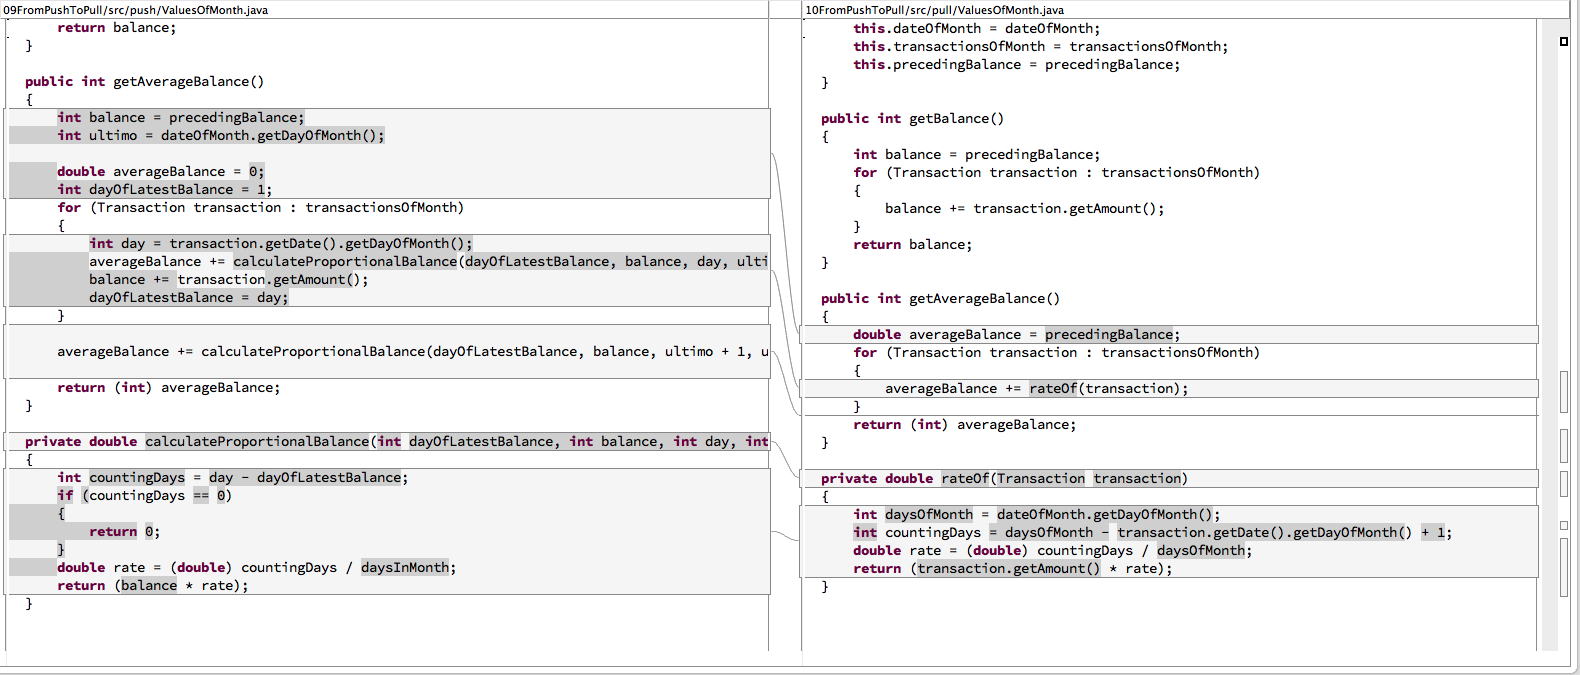 09FromPushToPull/src/push/ValuesOfMonth.java
return balance;
}
public int getAverageBalance()
{
int balance = precedingBalance;
int ultimo = dateOfMonth.getDayOfMonth();
double averageBalance = 0;
int dayOfLatestBalance = 1;
for (Transaction transaction : transactionsOfMonth)
{
int day = transaction.getDate().getDayOfMonth();
averageBalance += calculateProportionalBalance(dayOfLatestBalance, balance, day, ulti
balance += transaction.getAmount();
dayOfLatestBalance = day;
}
averageBalance += calculateProportionalBalance(dayOfLatestBalance, balance, ultimo + 1, u
return (int) averageBalance;
}
private double calculateProportionalBalance(int dayOfLatestBalance, int balance, int day, int
{
int countingDays = day - dayOfLatestBalance;
if (countingDays == 0)
{
return 0;
}
double rate = (double) countingDays / daysInMonth;
return (balance * rate);
}
10FromPushToPull/src/pull/ValuesOfMonth.java
this.dateOfMonth = dateOfMonth;
this.transactionsOfMonth = transactionsOfMonth;
this.precedingBalance = precedingBalance;
}
public int getBalance()
{
int balance = precedingBalance;
for (Transaction transaction : transactionsOfMonth)
{
balance += transaction.getAmount();
}
return balance;
}
public int getAverageBalance()
{
double averageBalance = precedingBalance;
for (Transaction transaction : transactionsOfMonth)
{
averageBalance += rateOf(transaction);
}
return (int) averageBalance;
}
private double rateOf(Transaction transaction)
{
int daysOfMonth = dateOfMonth.getDayOfMonth();
int countingDays = daysOfMonth - transaction.getDate().getDayOfMonth() + 1;
double rate = (double) countingDays / daysOfMonth;
return (transaction.getAmount() * rate);
}